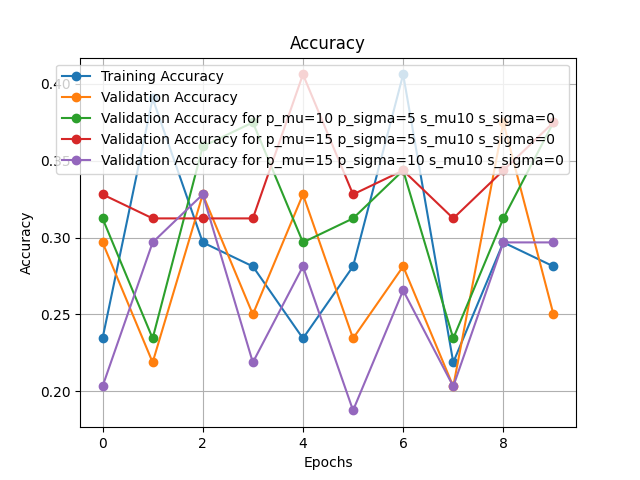 Accuracy
Training Accuracy
Validation Accuracy
Validation Accuracy for p_mu=10 p_sigma=5 s_mu10 s_sigma=0
Validation Accuracy for p_mu=15 p_sigma=5 s_mu10 s_sigma=0
Validation Accuracy for p_mu=15 p_sigma=10 s_mu10 s_sigma=0
0.40
0.35
0.30
0.25
0.20
Accuracy
0 2 4 6 8
Epochs